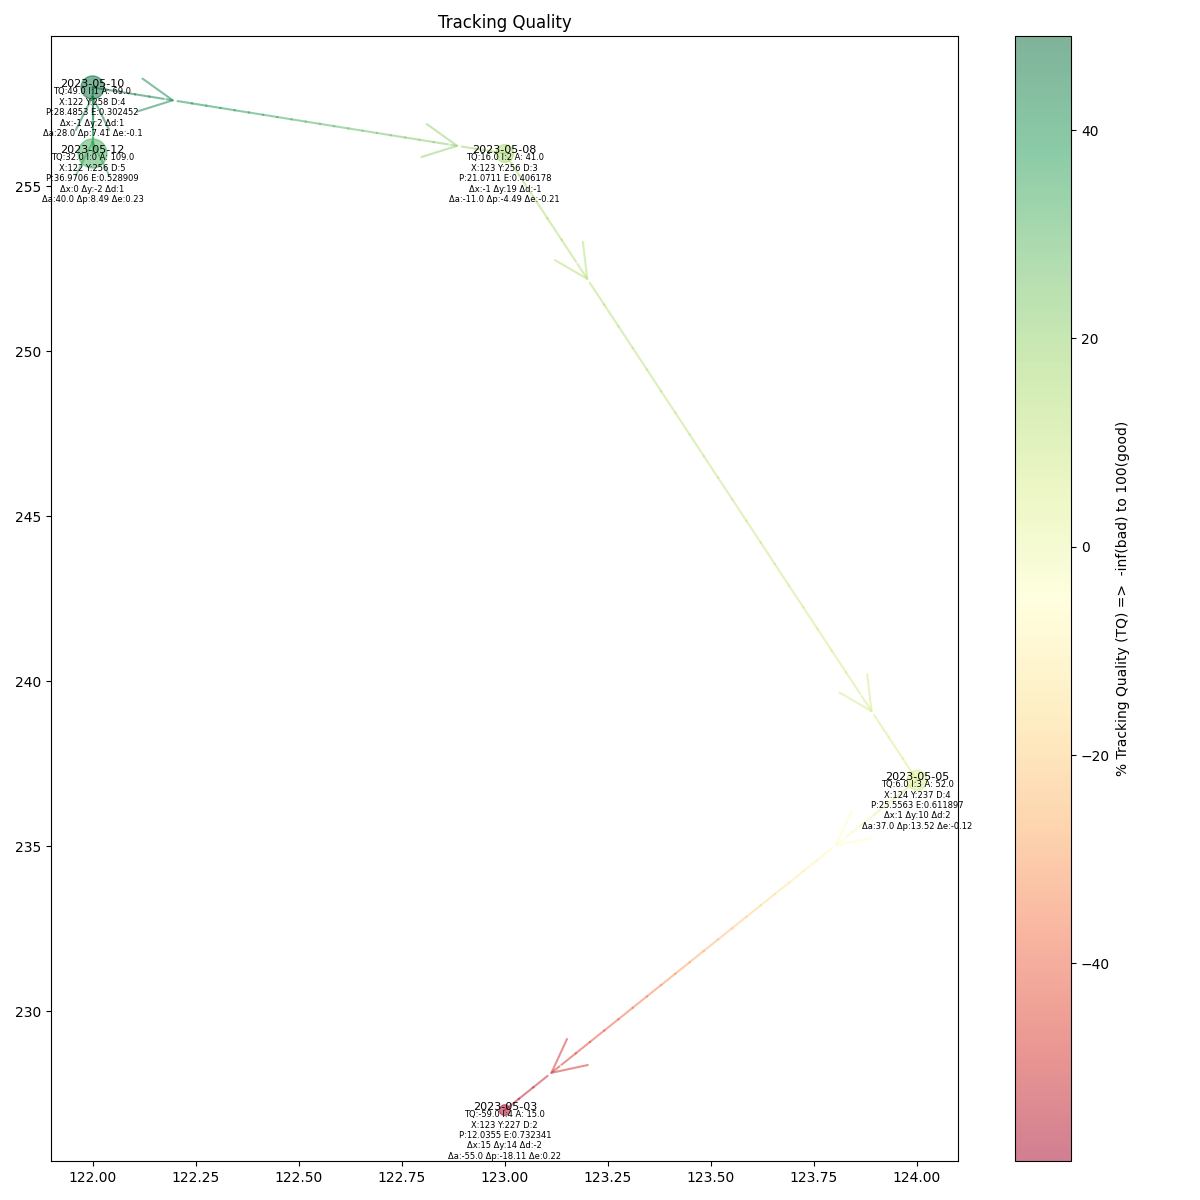 Tracking Quality
2023-05-10
TQ:49.0 I:1 A: 69.0
X:122 Y:258 D:4
P:28.4853 E:0.302452
Δx:-1 Δy:2 Δd:1
Δa:28.0 Δp:7.41 Δe:-0.1
2023-05-12
TQ:32.0 I:0 A: 109.0
X:122 Y:256 D:5
P:36.9706 E:0.528909
Δx:0 Δy:-2 Δd:1
Δa:40.0 Δp:8.49 Δe:0.23
2023-05-08
TQ:16.0 I:2 A: 41.0
X:123 Y:256 D:3
P:21.0711 E:0.406178
Δx:-1 Δy:19 Δd:-1
Δa:-11.0 Δp:-4.49 Δe:-0.21
2023-05-05
TQ:6.0 I:3 A: 52.0
X:124 Y:237 D:4
P:25.5563 E:0.611897
Δx:1 Δy:10 Δd:2
Δa:37.0 Δp:13.52 Δe:-0.12
2023-05-03
TQ:-59.0 I:4 A: 15.0
X:123 Y:227 D:2
P:12.0355 E:0.732341
Δx:15 Δy:14 Δd:-2
Δa:-55.0 Δp:-18.11 Δe:0.22
255
250
245
240
235
230
122.00
122.25
122.50
122.75
123.00
123.25
123.50
123.75
124.00
40
20
0
−20
−40
% Tracking Quality (TQ) => -inf(bad) to 100(good)